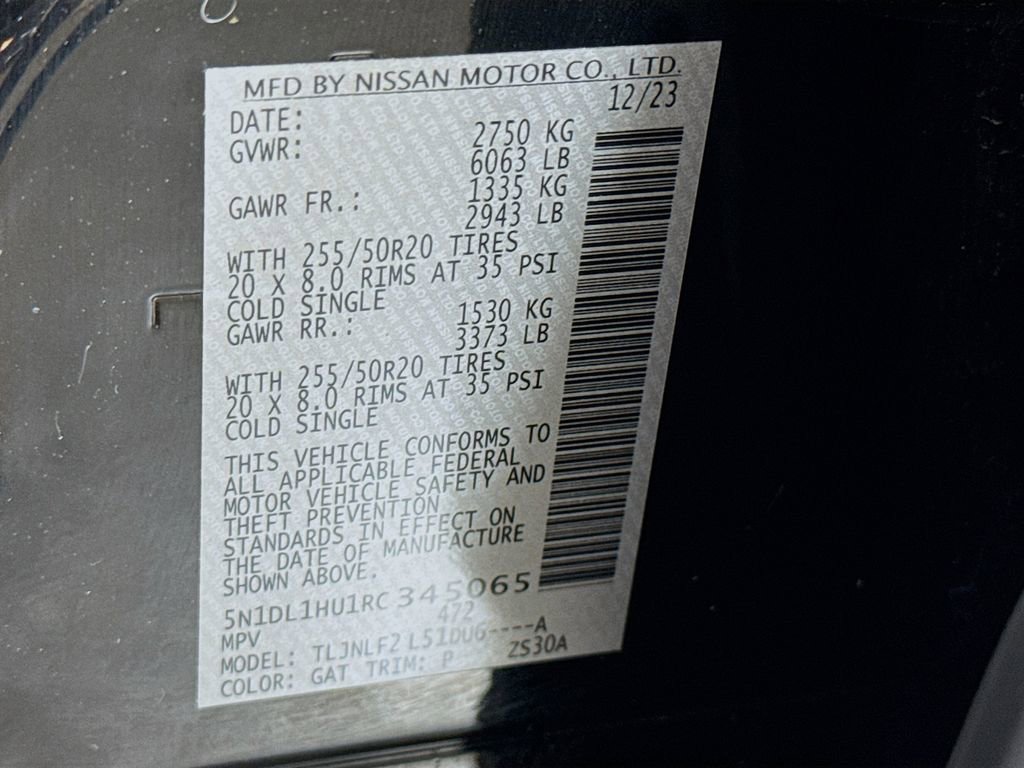 MFD BY NISSAN MOTOR CO., LTD.
DATE: 12/23
GVWR: 2750 KG
6063 LB
GAWR FR.: 1335 KG
2943 LB
WITH 255/50R20 TIRES
20 X 8.0 RIMS AT 35 PSI
COLD SINGLE
GAWR RR.: 1530 KG
3373 LB
WITH 255/50R20 TIRES
20 X 8.0 RIMS AT 35 PSI
COLD SINGLE
THIS VEHICLE CONFORMS TO
ALL APPLICABLE FEDERAL
MOTOR VEHICLE SAFETY AND
THEFT PREVENTION
STANDARDS IN EFFECT ON
THE DATE OF MANUFACTURE
SHOWN ABOVE.
5N1DL1HU1RC345065
MPV 472
MODEL: TLJNLF2 L51DUG----A
COLOR: GAT TRIM: P ZS30A